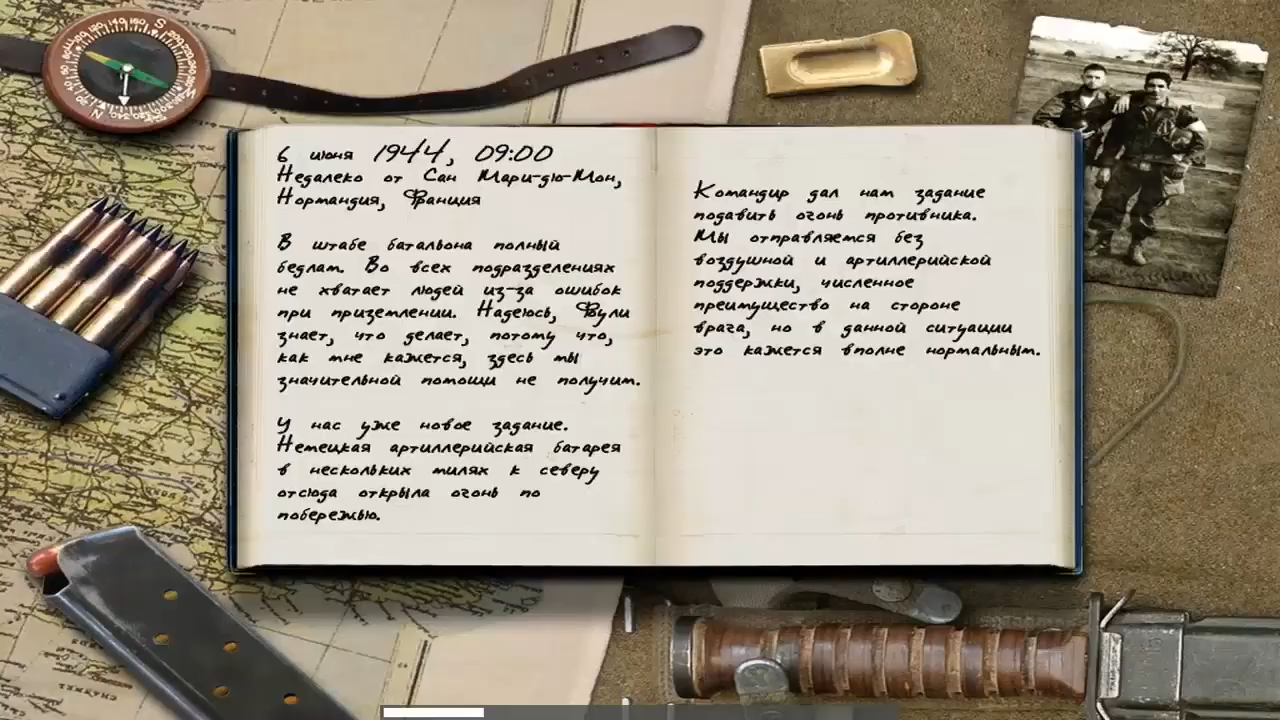 6 июня 1944, 09:00
Недалеко от Сан Мари-дю-Мон,
Нормандия, Франция
В штабе батальона полный
бедлам. Во всех подразделениях
не хватает людей из-за ошибок
при приземлении. Надеюсь, Фули
знает, что делает, потому что,
как мне кажется, здесь мы
значительной помощи не получим.
У нас уже новое задание.
Немецкая артиллерийская батарея
в нескольких милях к северу
отсюда открыла огонь по
побережью.
Командир дал нам задание
подавить огонь противника.
Мы отправляемся без
воздушной и артиллерийской
поддержки, численное
преимущество на стороне
врага, но в данной ситуации
это кажется вполне нормальным.